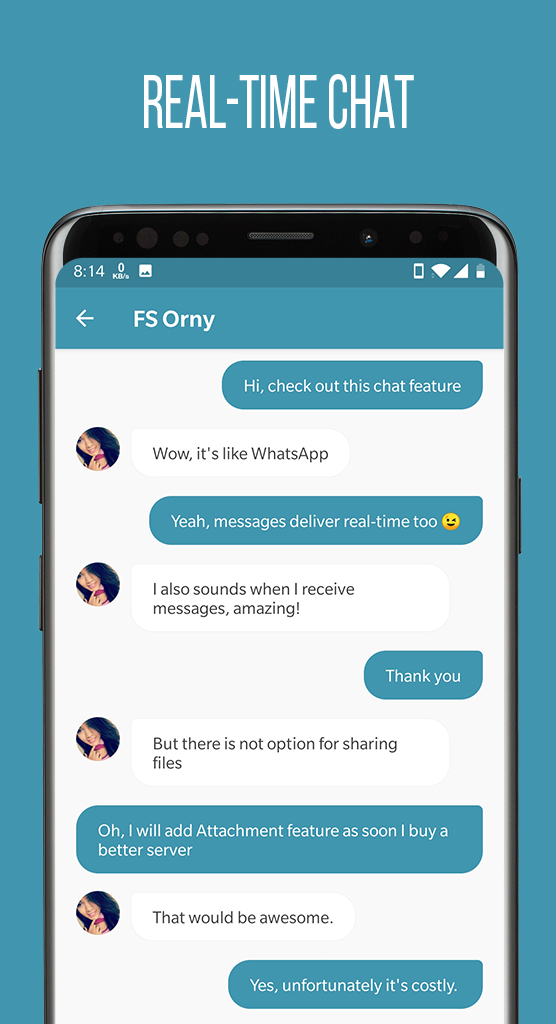 REAL-TIME CHAT
8:14 0 KB/s
FS Orny
Hi, check out this chat feature
Wow, it's like WhatsApp
Yeah, messages deliver real-time too 😉
I also sounds when I receive
messages, amazing!
Thank you
But there is not option for sharing
files
Oh, I will add Attachment feature as soon I buy a
better server
That would be awesome.
Yes, unfortunately it's costly.